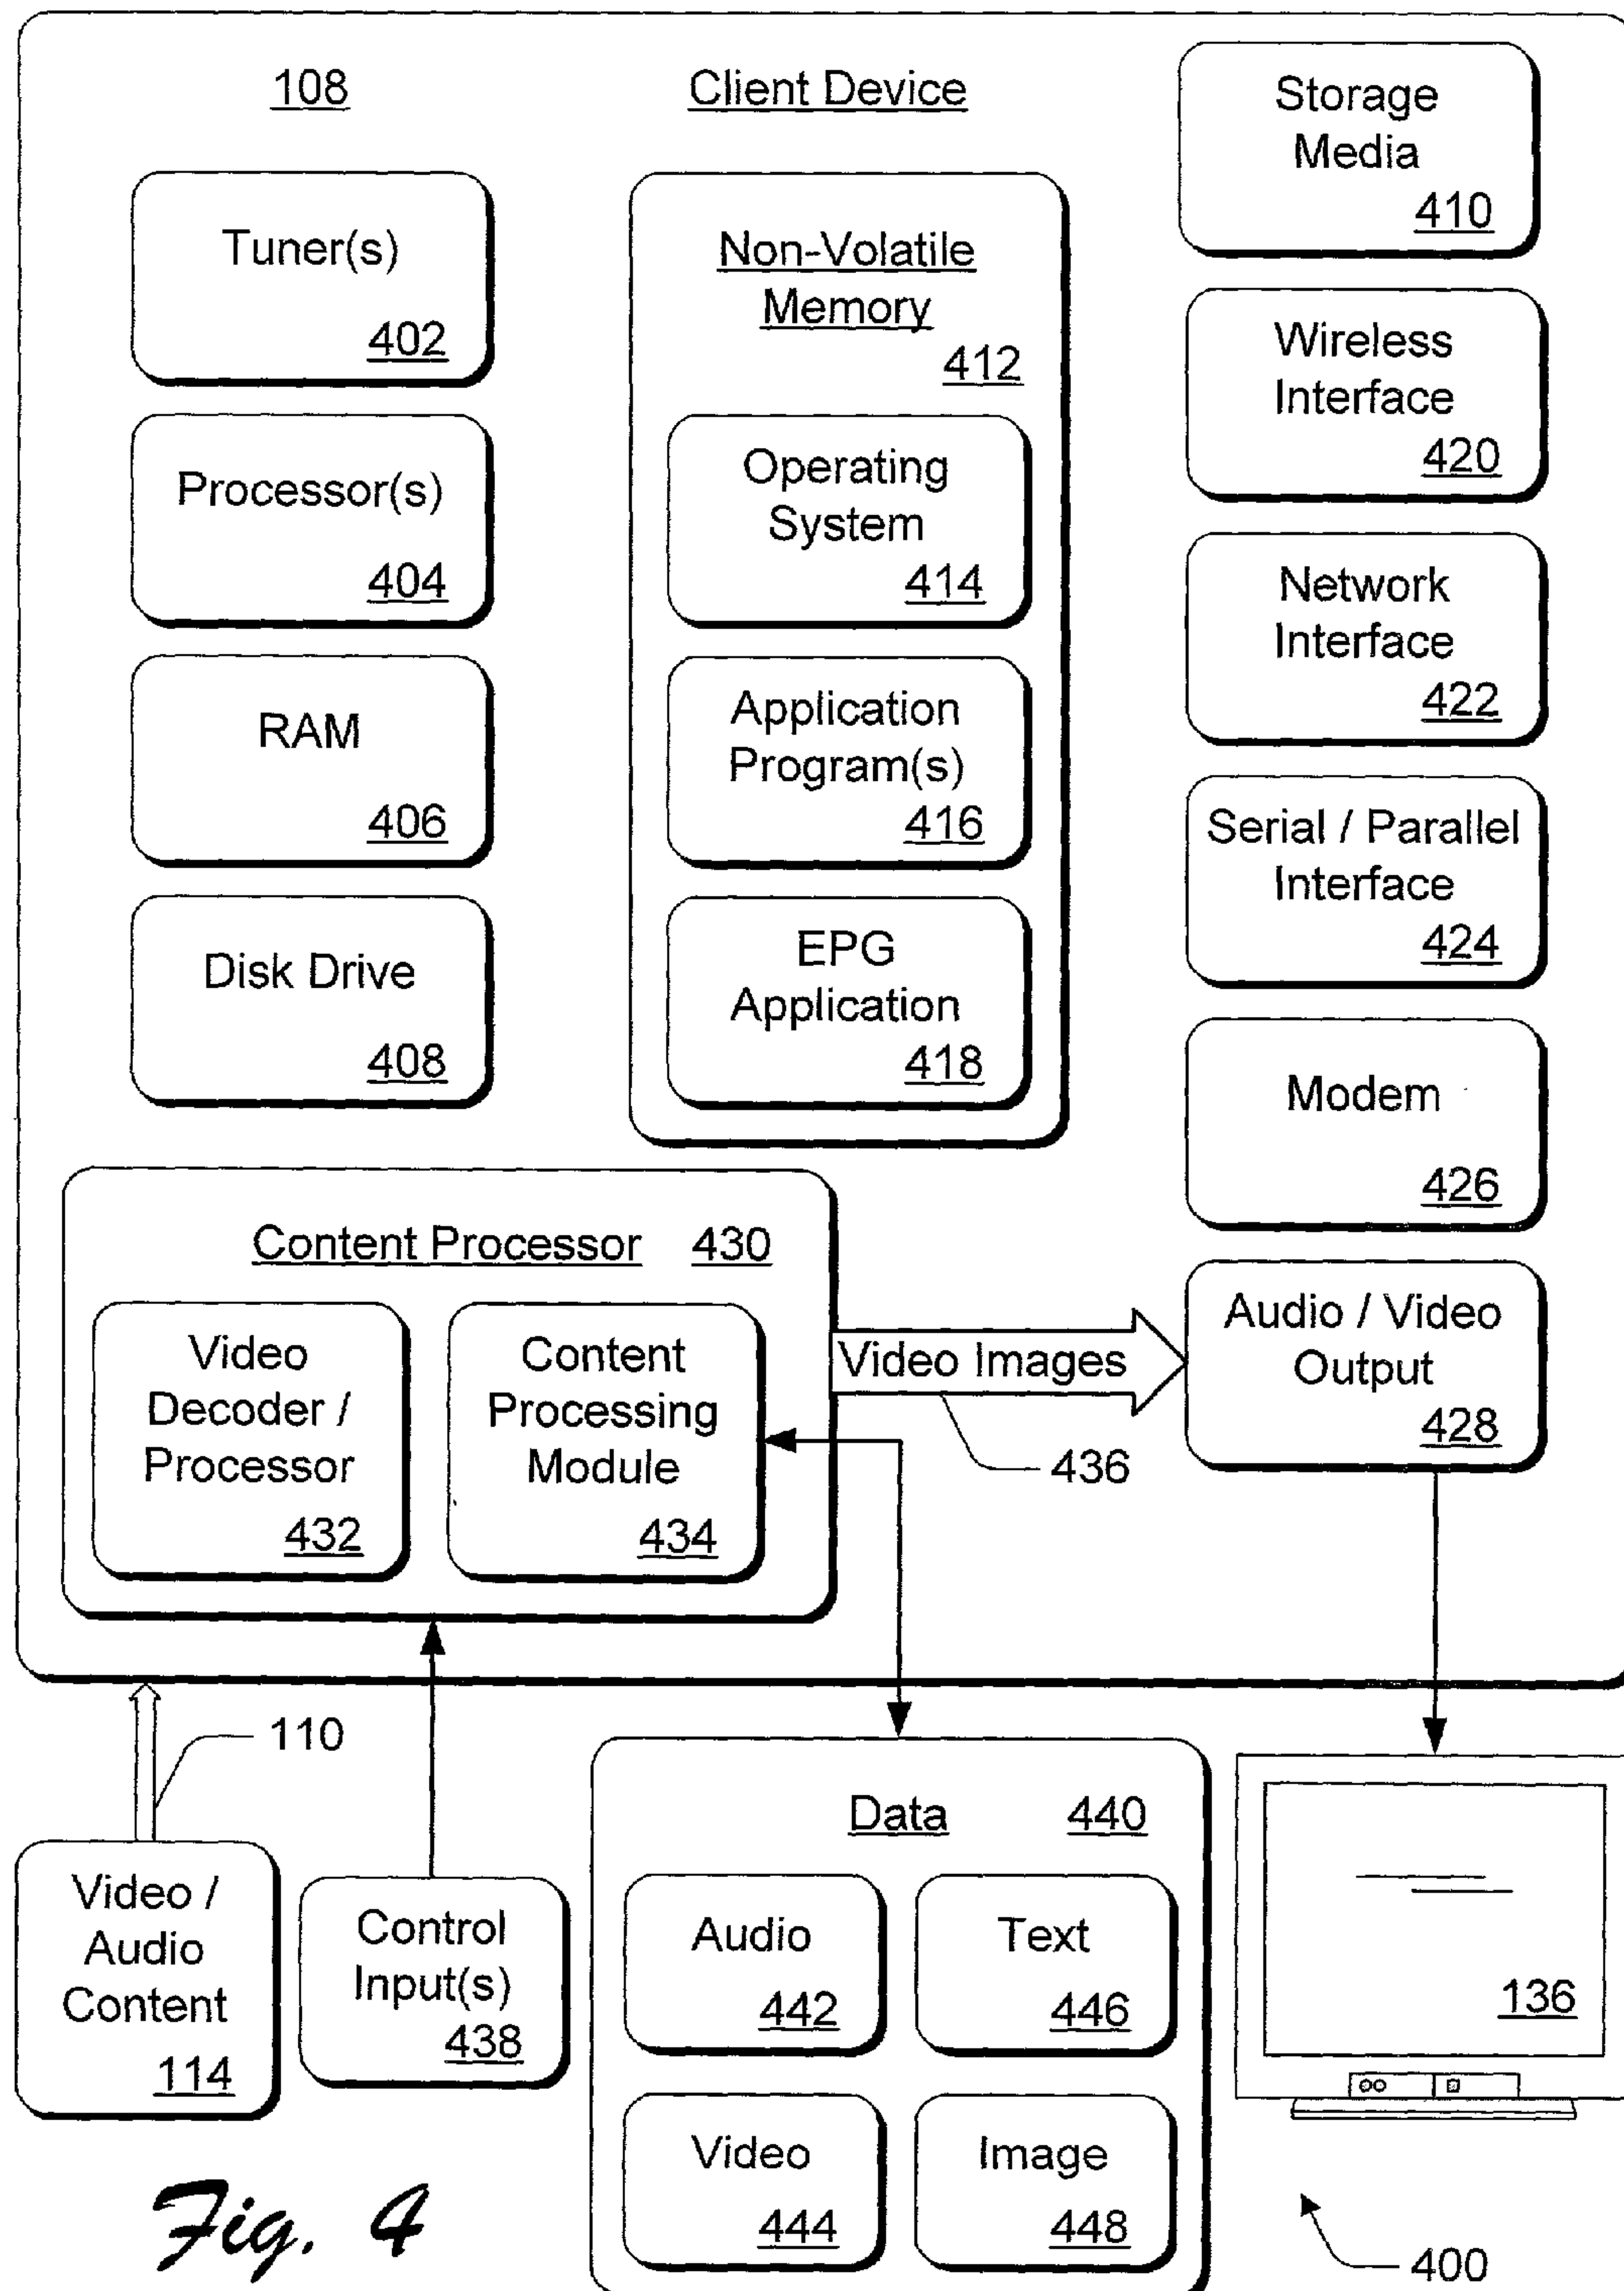 108
Client Device
Tuner(s)
402
Processor(s)
404
RAM
406
Disk Drive
408
Non-Volatile
Memory
412
Operating
System
414
Application
Program(s)
416
EPG
Application
418
Storage
Media
410
Wireless
Interface
420
Network
Interface
422
Serial / Parallel
Interface
424
Modem
426
Audio / Video
Output
428
Content Processor 430
Video
Decoder /
Processor
432
Content
Processing
Module
434
Video Images
436
110
Video /
Audio
Content
114
Control
Input(s)
438
Data 440
Audio
442
Text
446
Video
444
Image
448
136
400
Fig. 4